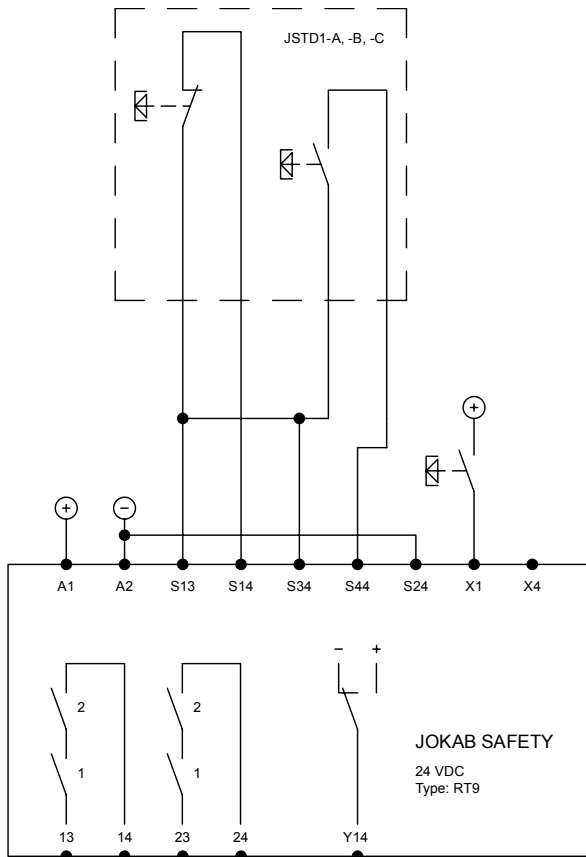 JSTD1-A, -B, -C
+
+ −
A1 A2 S13 S14 S34 S44 S24 X1 X4
− +
2 2
1 1
JOKAB SAFETY
24 VDC
Type: RT9
13 14 23 24 Y14